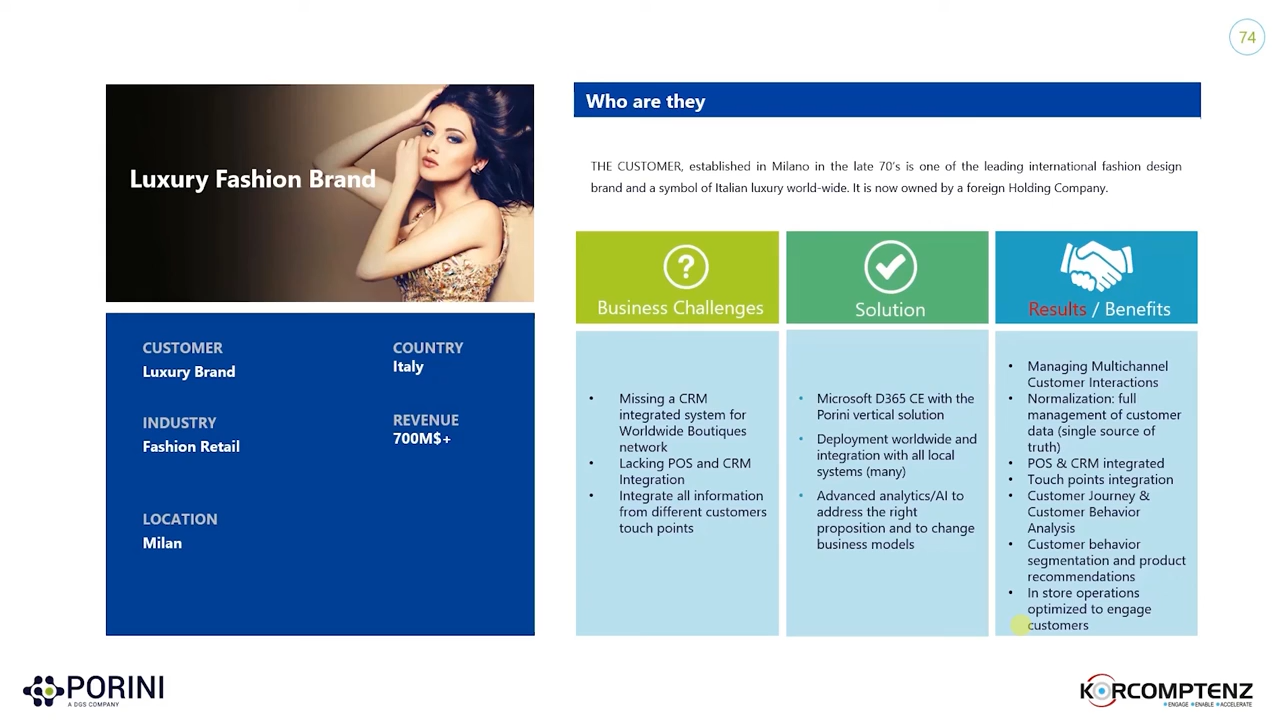 74
Luxury Fashion Brand
Who are they
THE CUSTOMER, established in Milano in the late 70's is one of the leading international fashion design
brand and a symbol of Italian luxury world-wide. It is now owned by a foreign Holding Company.
CUSTOMER
Luxury Brand
COUNTRY
Italy
INDUSTRY
Fashion Retail
REVENUE
700M$+
LOCATION
Milan
?
Business Challenges
• Missing a CRM
integrated system for
Worldwide Boutiques
network
• Lacking POS and CRM
Integration
• Integrate all information
from different customers
touch points
Solution
• Microsoft D365 CE with the
Porini vertical solution
• Deployment worldwide and
integration with all local
systems (many)
• Advanced analytics/AI to
address the right
proposition and to change
business models
Results / Benefits
• Managing Multichannel
Customer Interactions
• Normalization: full
management of customer
data (single source of
truth)
• POS & CRM integrated
• Touch points integration
• Customer Journey &
Customer Behavior
Analysis
• Customer behavior
segmentation and product
recommendations
• In store operations
optimized to engage
customers
PORINI
A DGS COMPANY
KORCOMPTENZ
ENGAGE ENABLE ACCELERATE